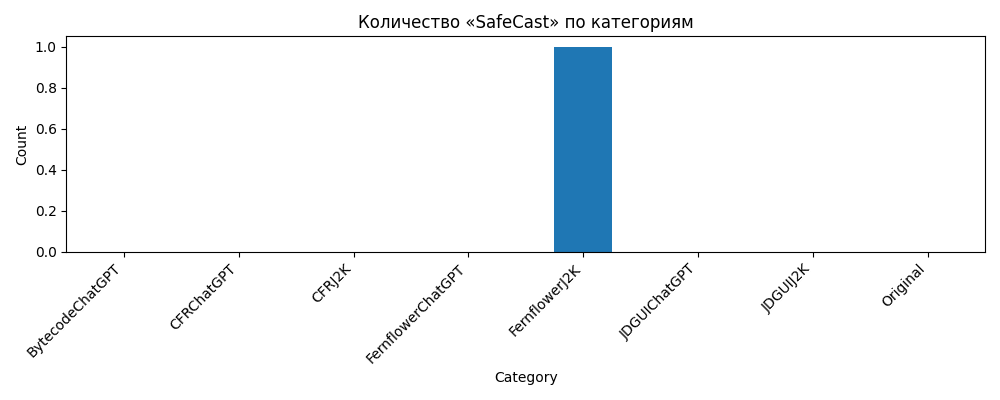 Количество «SafeCast» по категориям
1.0
0.8
0.6
0.4
0.2
0.0
Count
BytecodeChatGPT
CFRChatGPT
CFRJ2K
FernflowerChatGPT
FernflowerJ2K
JDGUIChatGPT
JDGUIJ2K
Original
Category